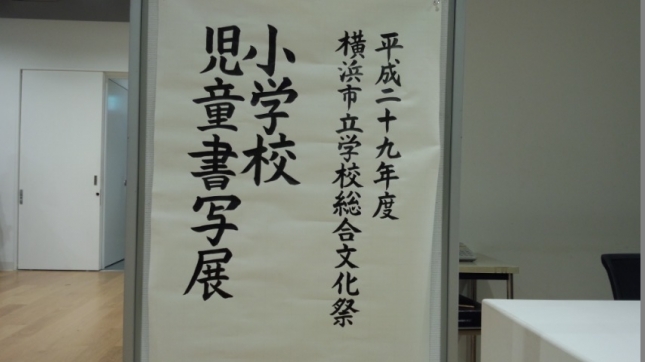 平成二十九年度
横浜市立学校総合文化祭
小学校
児童書写展